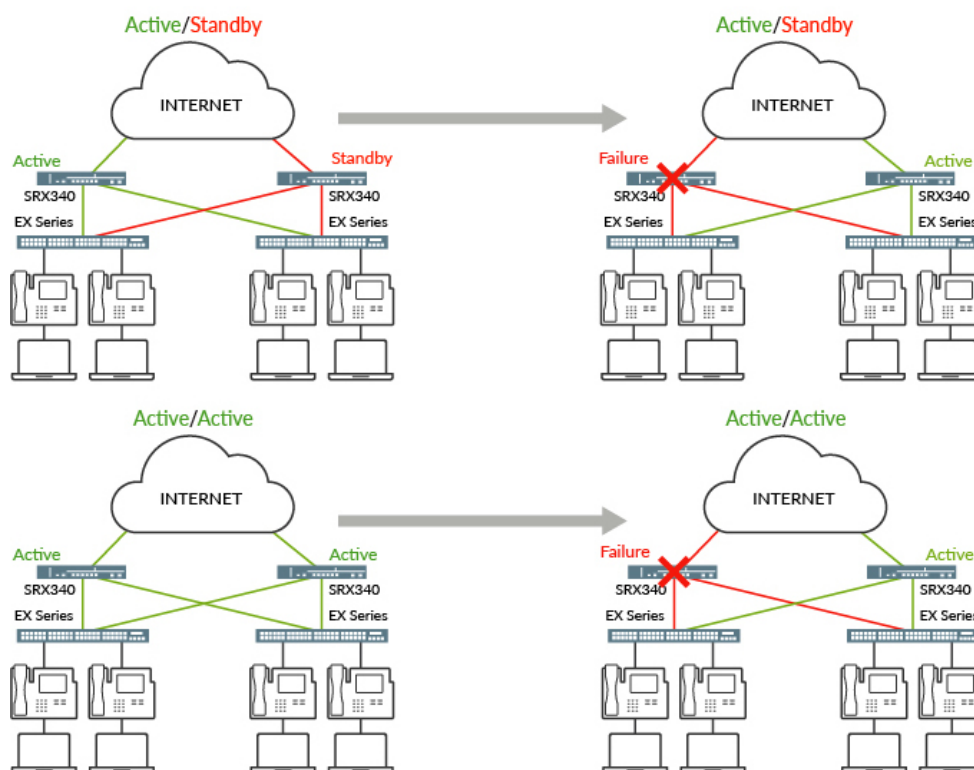 Active/Standby
INTERNET
Active
Standby
SRX340
SRX340
EX Series
EX Series
Active/Standby
INTERNET
Failure
Active
SRX340
SRX340
EX Series
EX Series
Active/Active
INTERNET
Active
Active
SRX340
SRX340
EX Series
EX Series
Active/Active
INTERNET
Failure
Active
SRX340
SRX340
EX Series
EX Series